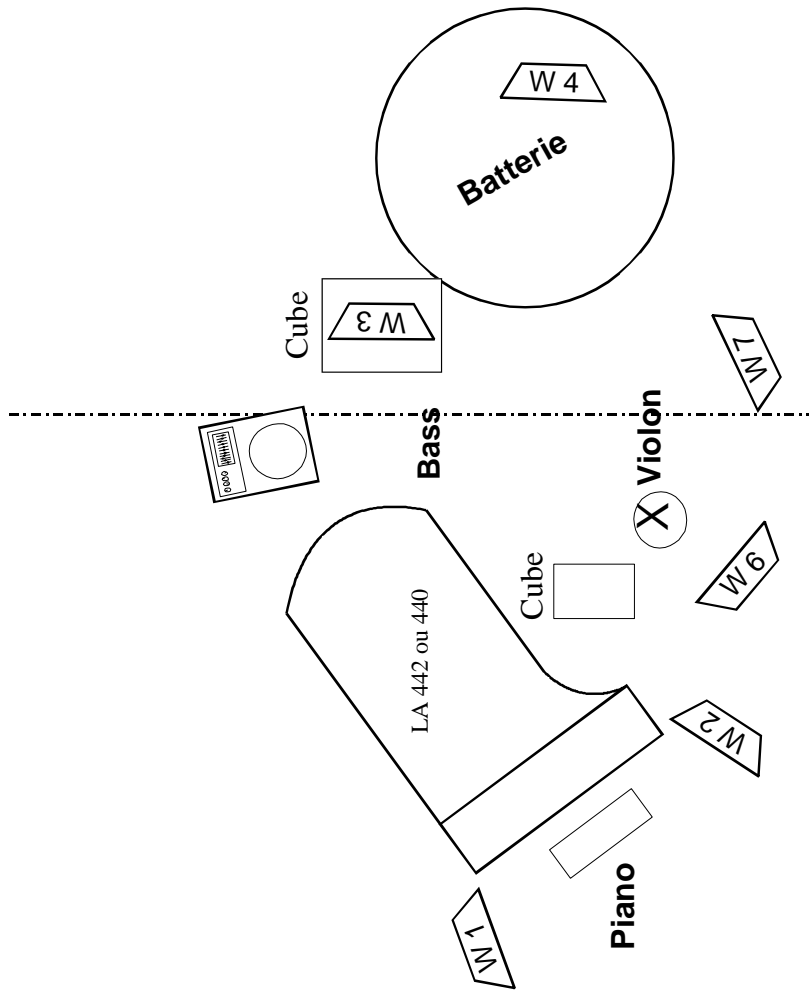 W 4
Batterie
Cube
W 3
W 7
Bass
Violon
X
Cube
W 6
LA 442 ou 440
W 2
Piano
W 1